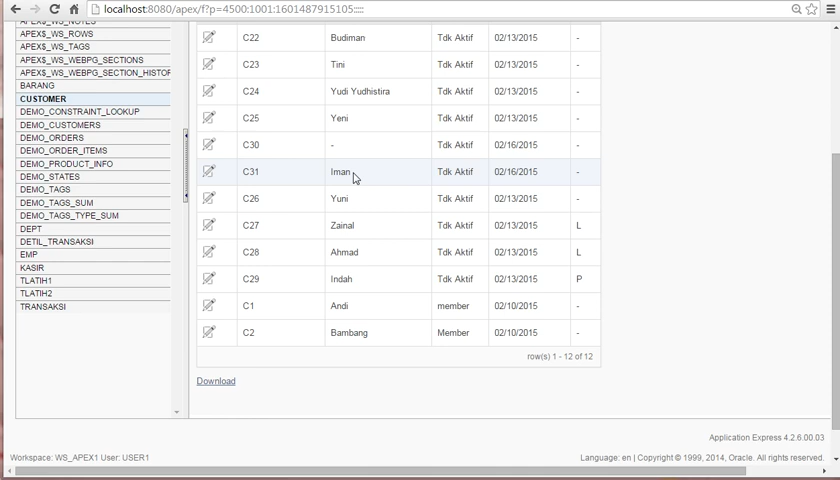 localhost:8080/apex/f?p=4500:1001:1601487915105:::::
APEX$_WS_NOTES
APEX$_WS_ROWS
APEX$_WS_TAGS
APEX$_WS_WEBPG_SECTIONS
APEX$_WS_WEBPG_SECTION_HISTOR
BARANG
CUSTOMER
DEMO_CONSTRAINT_LOOKUP
DEMO_CUSTOMERS
DEMO_ORDERS
DEMO_ORDER_ITEMS
DEMO_PRODUCT_INFO
DEMO_STATES
DEMO_TAGS
DEMO_TAGS_SUM
DEMO_TAGS_TYPE_SUM
DEPT
DETIL_TRANSAKSI
EMP
KASIR
TLATIH1
TLATIH2
TRANSAKSI
C22 Budiman Tdk Aktif 02/13/2015 -
C23 Tini Tdk Aktif 02/13/2015 -
C24 Yudi Yudhistira Tdk Aktif 02/13/2015 -
C25 Yeni Tdk Aktif 02/13/2015 -
C30 - Tdk Aktif 02/16/2015 -
C31 Iman Tdk Aktif 02/16/2015 -
C26 Yuni Tdk Aktif 02/13/2015 -
C27 Zainal Tdk Aktif 02/13/2015 L
C28 Ahmad Tdk Aktif 02/13/2015 L
C29 Indah Tdk Aktif 02/13/2015 P
C1 Andi member 02/10/2015 -
C2 Bambang Member 02/10/2015 -
row(s) 1 - 12 of 12
Download
Application Express 4.2.6.00.03
Workspace: WS_APEX1 User: USER1
Language: en | Copyright © 1999, 2014, Oracle. All rights reserved.